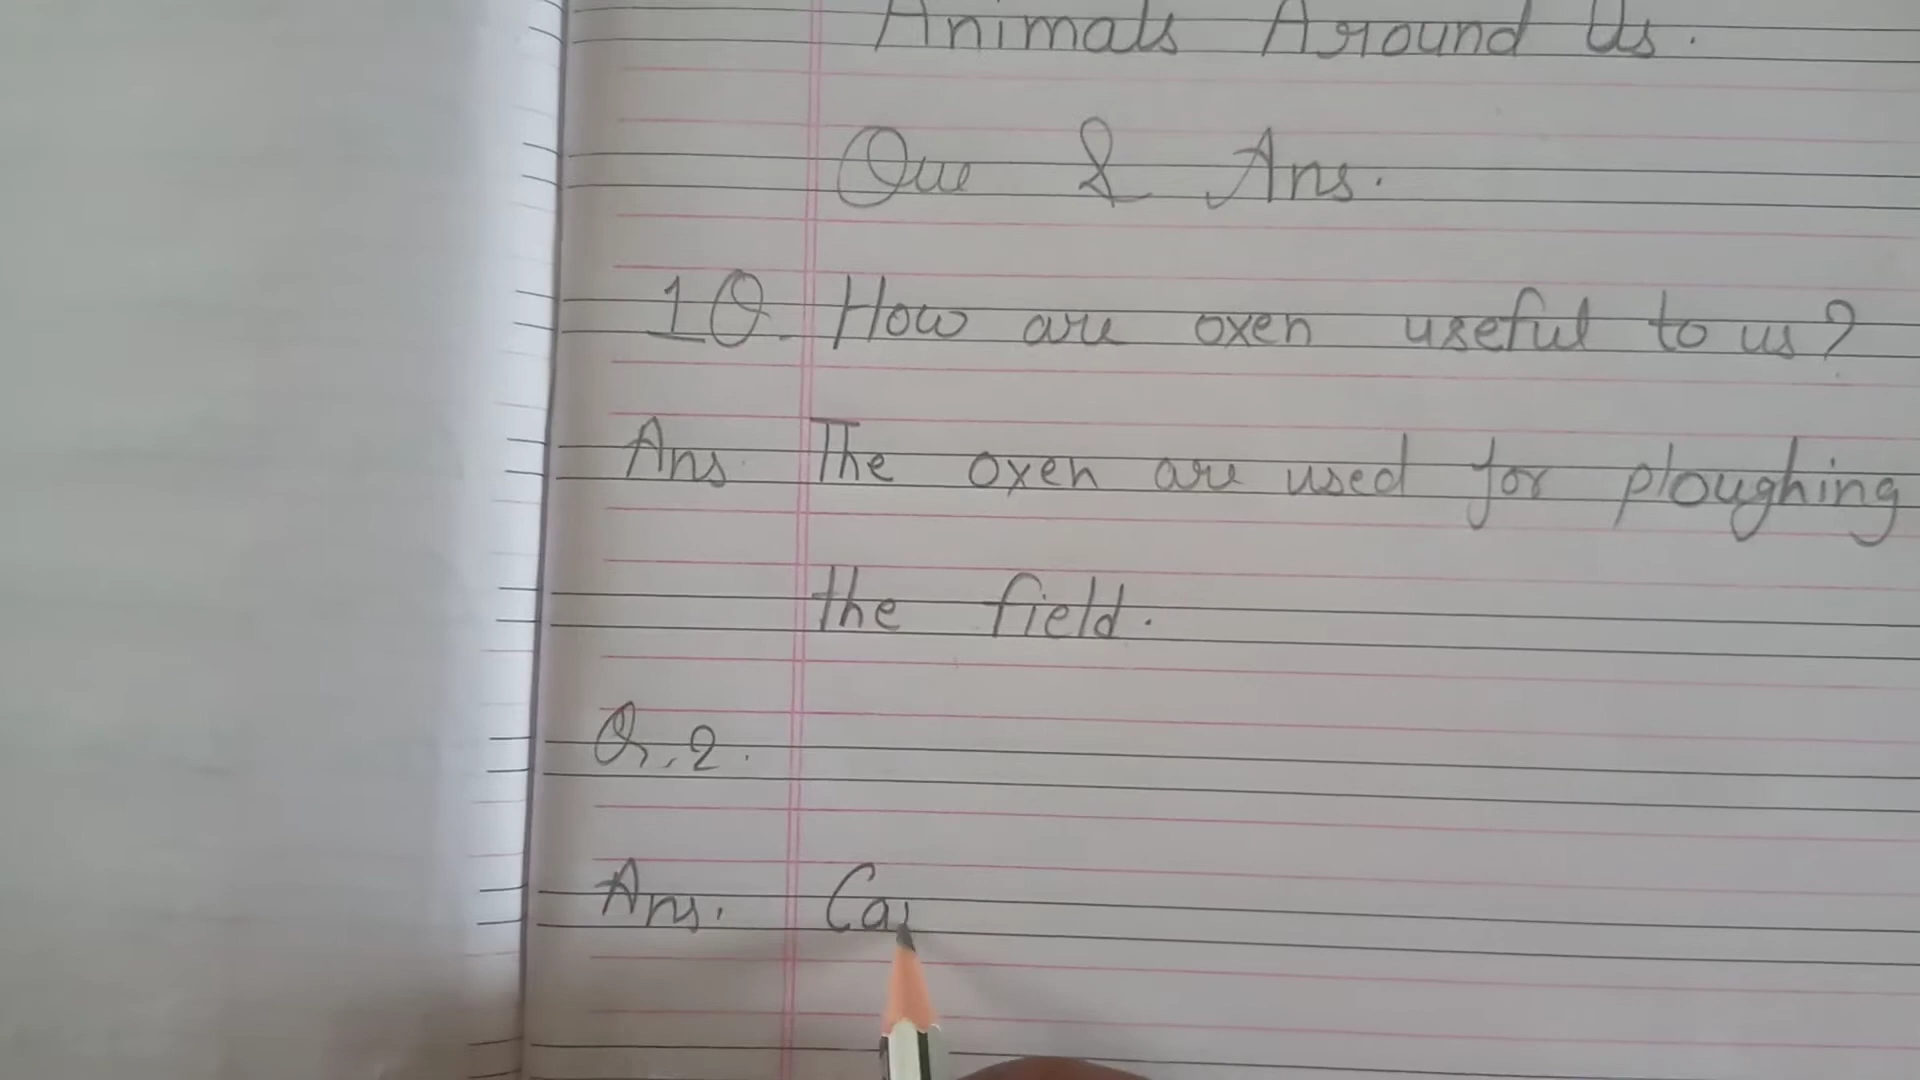 Animals Around Us.
Que & Ans.
1Q. How are oxen useful to us?
Ans. The oxen are used for ploughing
the field.
Q.2.
Ans. Ca